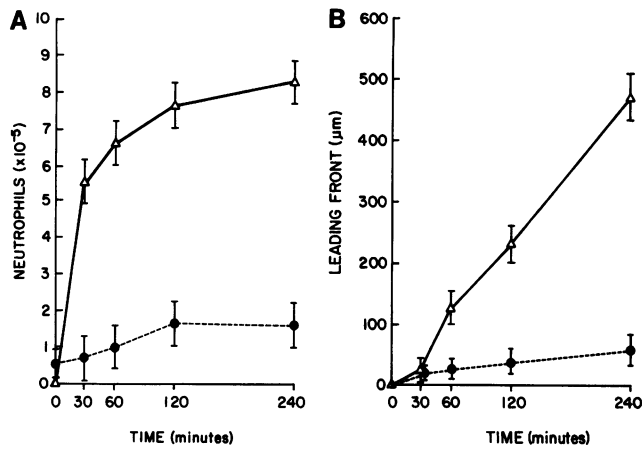 A
NEUTROPHILS (x10⁻⁵)
10
9
8
7
6
5
4
3
2
1
0
0 30 60 120 240
TIME (minutes)
B
LEADING FRONT (µm)
600
500
400
300
200
100
0
0 30 60 120 240
TIME (minutes)